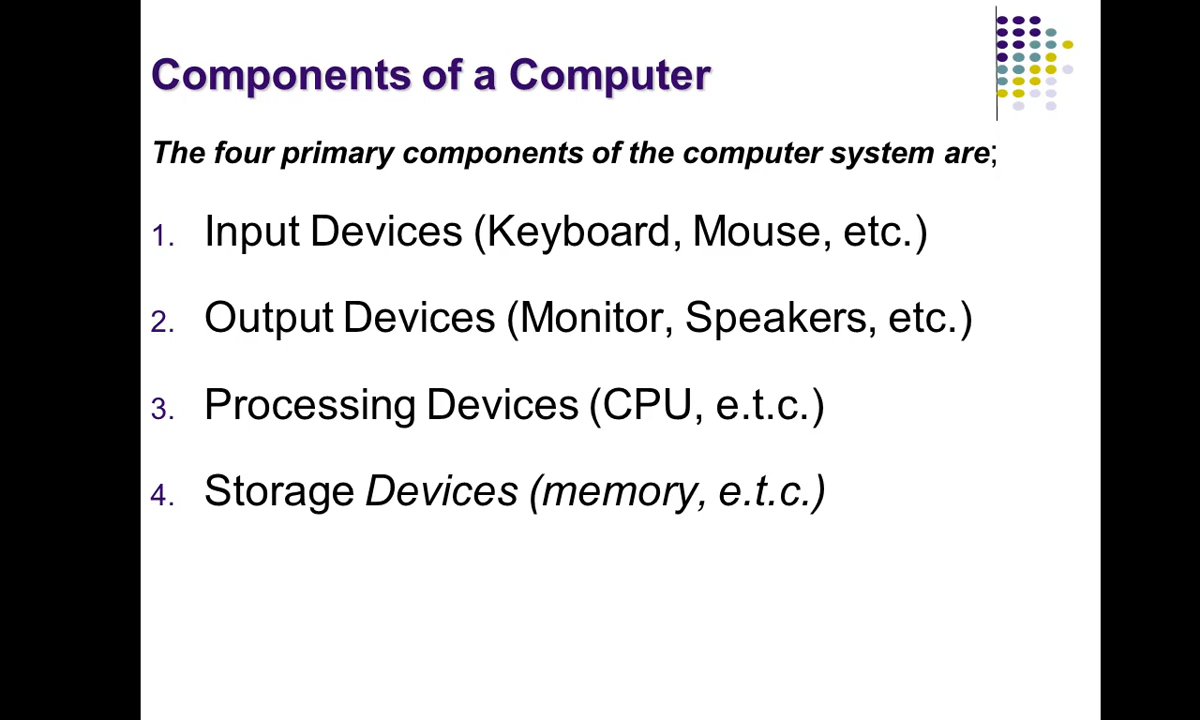 Components of a Computer
The four primary components of the computer system are;
1. Input Devices (Keyboard, Mouse, etc.)
2. Output Devices (Monitor, Speakers, etc.)
3. Processing Devices (CPU, e.t.c.)
4. Storage Devices (memory, e.t.c.)